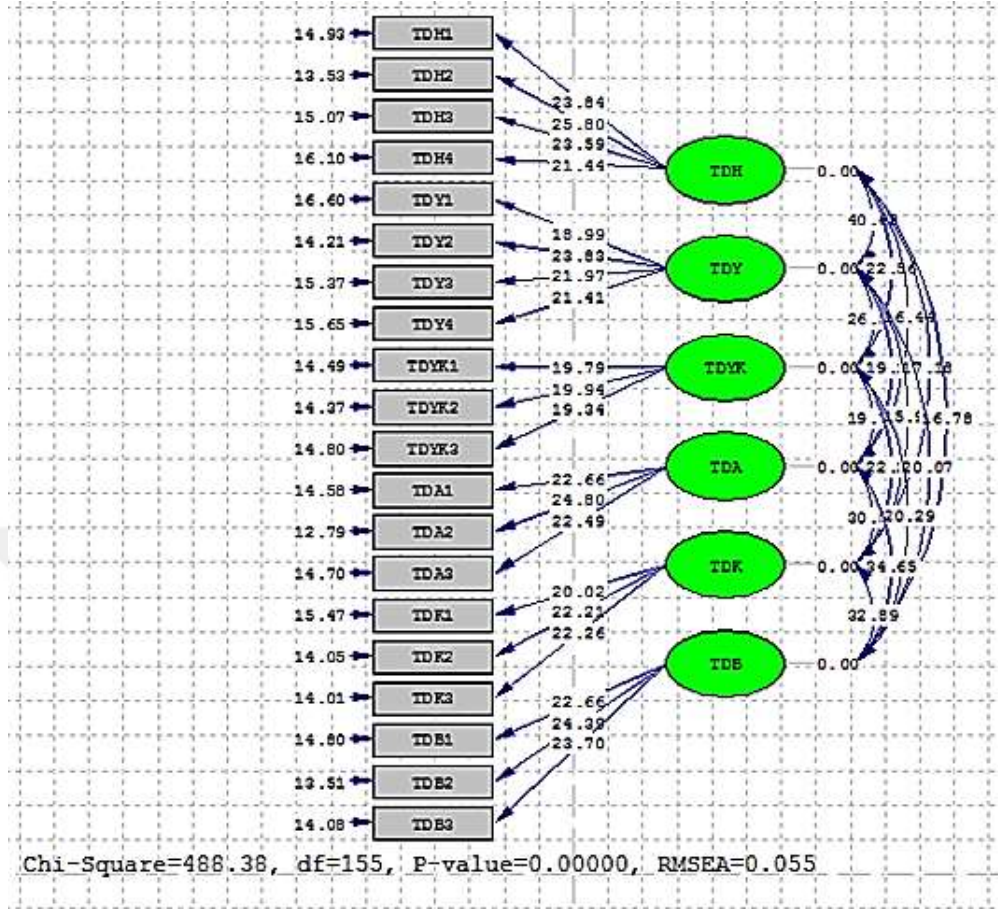 14.93 TDH1
13.53 TDH2
15.07 TDH3
16.10 TDH4
16.60 TDY1
14.21 TDY2
15.37 TDY3
15.65 TDY4
14.49 TDYK1
14.37 TDYK2
14.80 TDYK3
14.58 TDA1
12.79 TDA2
14.70 TDA3
15.47 TDK1
14.05 TDK2
14.01 TDK3
14.80 TDB1
13.51 TDB2
14.08 TDB3
23.84
25.80
23.59
21.44
18.99
23.83
21.97
21.41
19.79
19.94
19.34
22.66
24.80
22.49
20.02
22.21
22.26
22.66
24.39
23.70
TDH 0.00
TDY 0.00
TDYK 0.00
TDA 0.00
TDK 0.00 34.65
TDB 0.00
16.78
20.07
20.29
32.89
Chi-Square=488.38, df=155, P-value=0.00000, RMSEA=0.055